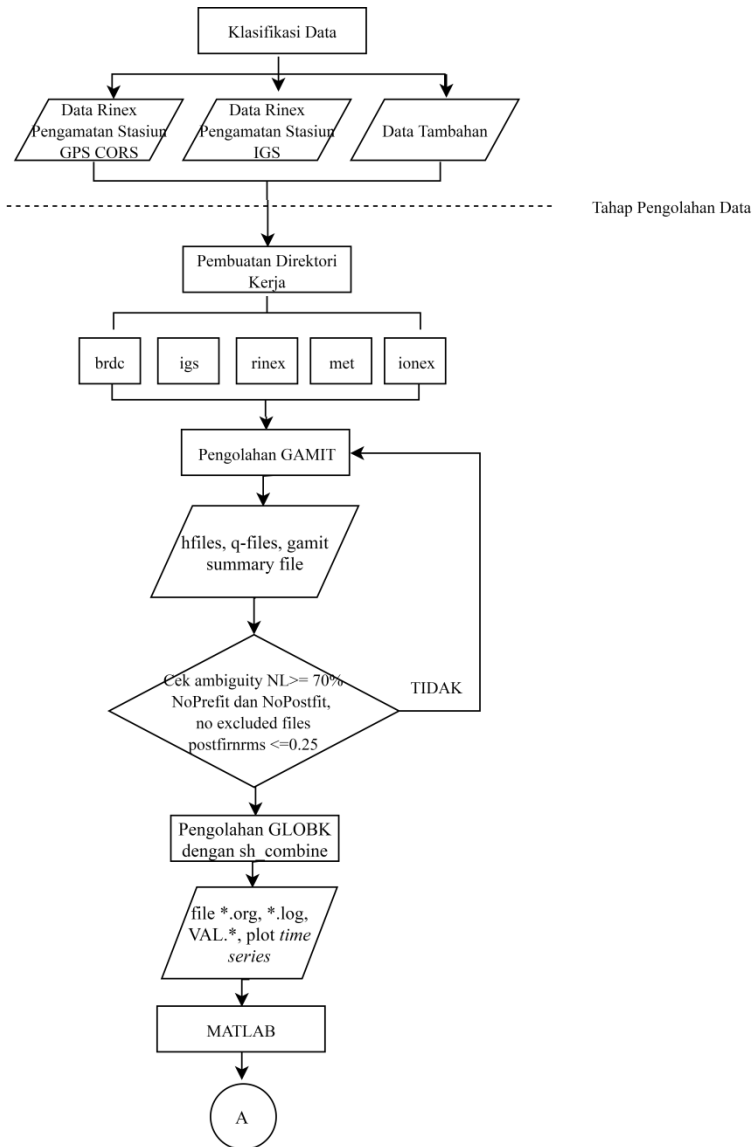 Klasifikasi Data
Data Rinex
Pengamatan Stasiun
GPS CORS
Data Rinex
Pengamatan Stasiun
IGS
Data Tambahan
Tahap Pengolahan Data
Pembuatan Direktori
Kerja
brdc
igs
rinex
met
ionex
Pengolahan GAMIT
hfiles, q-files, gamit
summary file
Cek ambiguity NL>= 70%
NoPrefit dan NoPostfit,
no excluded files
postfirnrms <=0.25
TIDAK
Pengolahan GLOBK
dengan sh_combine
file *.org, *.log,
VAL.*, plot time
series
MATLAB
A